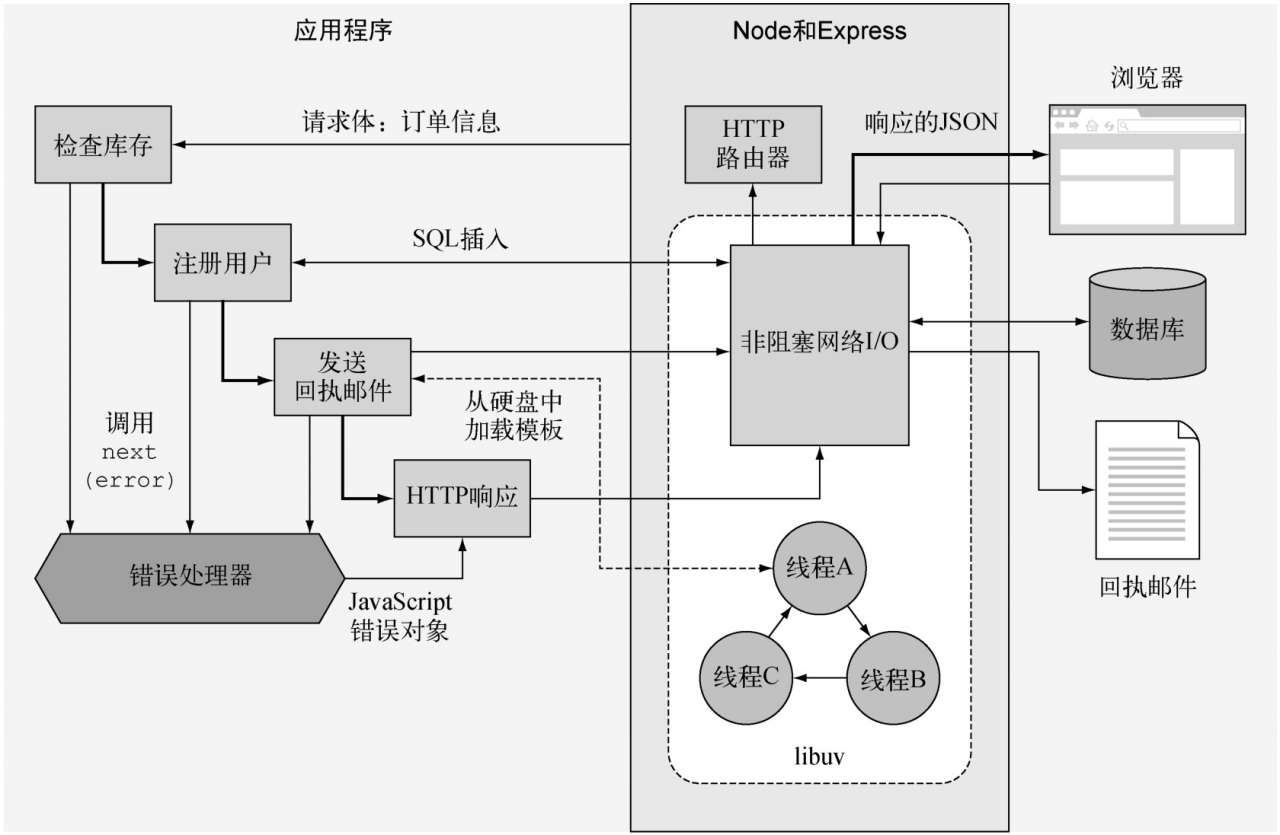 应用程序
Node和Express
浏览器
检查库存
请求体：订单信息
HTTP
路由器
响应的JSON
注册用户
SQL插入
非阻塞网络I/O
数据库
发送
回执邮件
从硬盘中
加载模板
调用
next
(error)
HTTP响应
错误处理器
JavaScript
错误对象
线程A
线程C
线程B
回执邮件
libuv